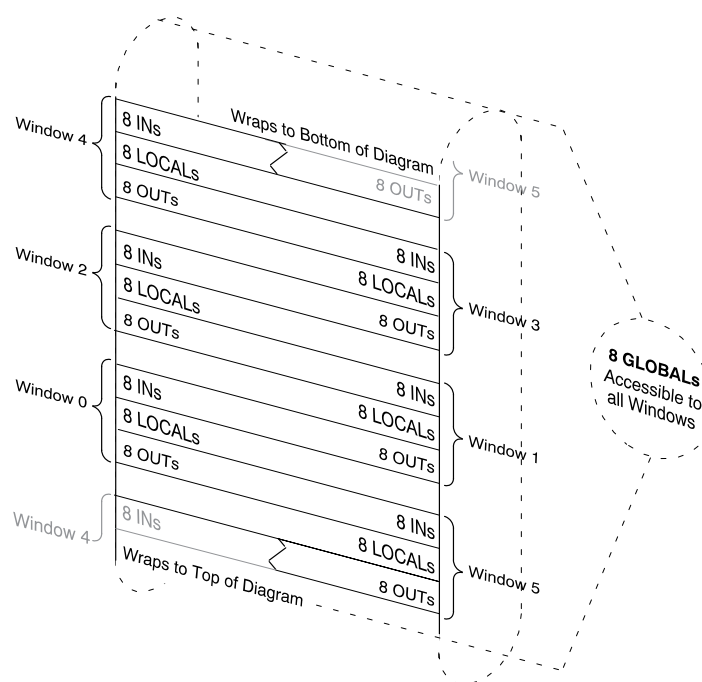 Wraps to Bottom of Diagram
Window 4
8 INs
8 LOCALs
8 OUTs
8 OUTs
Window 5
Window 2
8 INs
8 LOCALs
8 OUTs
8 INs
8 LOCALs
8 OUTs
Window 3
Window 0
8 INs
8 LOCALs
8 OUTs
8 INs
8 LOCALs
8 OUTs
Window 1
8 GLOBALs
Accessible to
all Windows
Window 4
8 INs
8 INs
8 LOCALs
8 OUTs
Window 5
Wraps to Top of Diagram